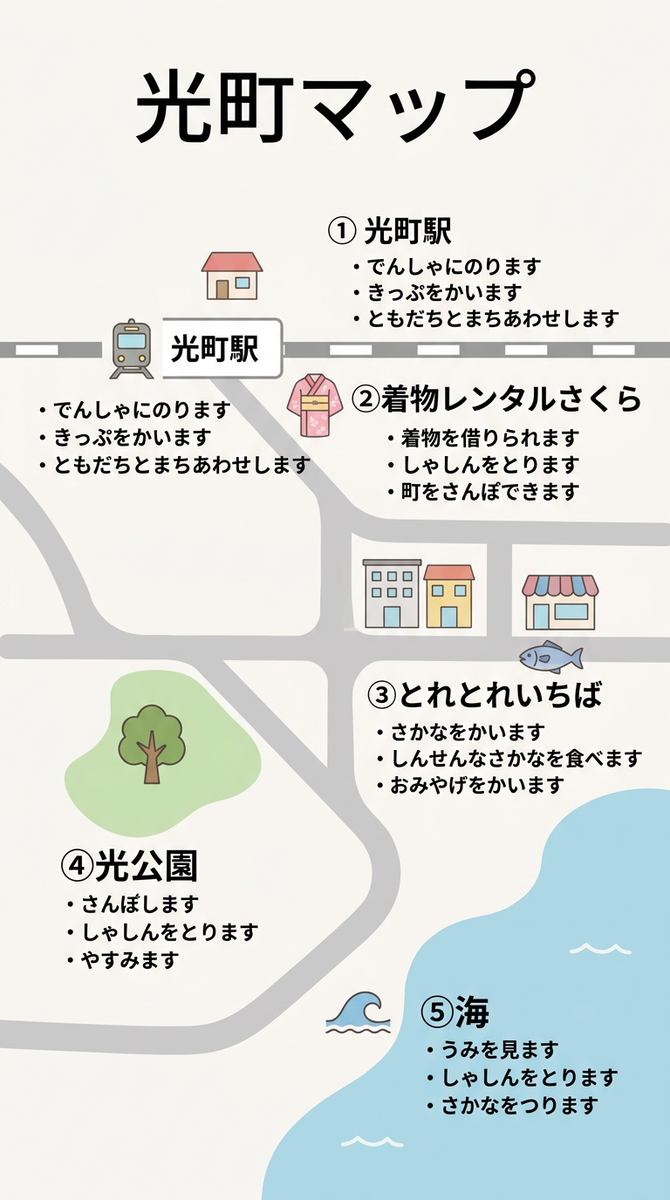 光町マップ
① 光町駅
・でんしゃにのります
・きっぷをかいます
・ともだちとまちあわせします
光町駅
・でんしゃにのります
・きっぷをかいます
・ともだちとまちあわせします
②着物レンタルさくら
・着物を借りられます
・しゃしんをとります
・町をさんぽできます
③とれとれいちば
・さかなをかいます
・しんせんなさかなを食べます
・おみやげをかいます
④光公園
・さんぽします
・しゃしんをとります
・やすみます
⑤海
・うみを見ます
・しゃしんをとります
・さかなをつります